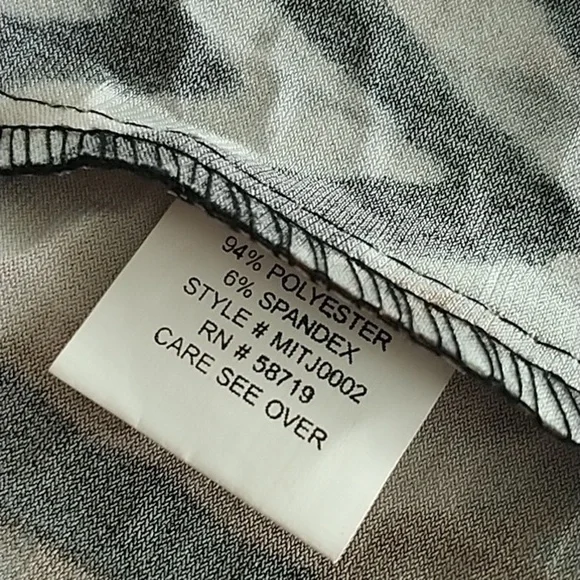 94% POLYESTER
6% SPANDEX
STYLE # MITJ0002
RN # 58719
CARE SEE OVER